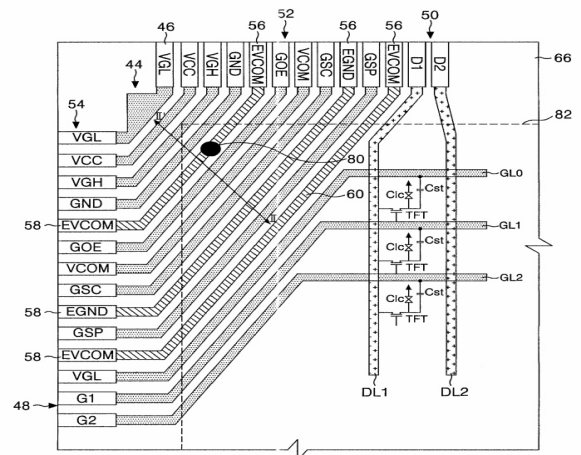 46
56
52
56
56
50
VGL
VCC
VGH
GND
EVCOM
GOE
VCOM
GSC
EGND
GSP
EVCOM
D1
D2
66
44
54
82
VGL
II
VCC
80
VGH
GL0
GND
Clc
Cst
60
TFT
58
EVCOM
II
GL1
GOE
Clc
Cst
VCOM
TFT
GL2
GSC
Clc
Cst
58
EGND
TFT
GSP
58
EVCOM
VGL
DL1
DL2
48
G1
G2